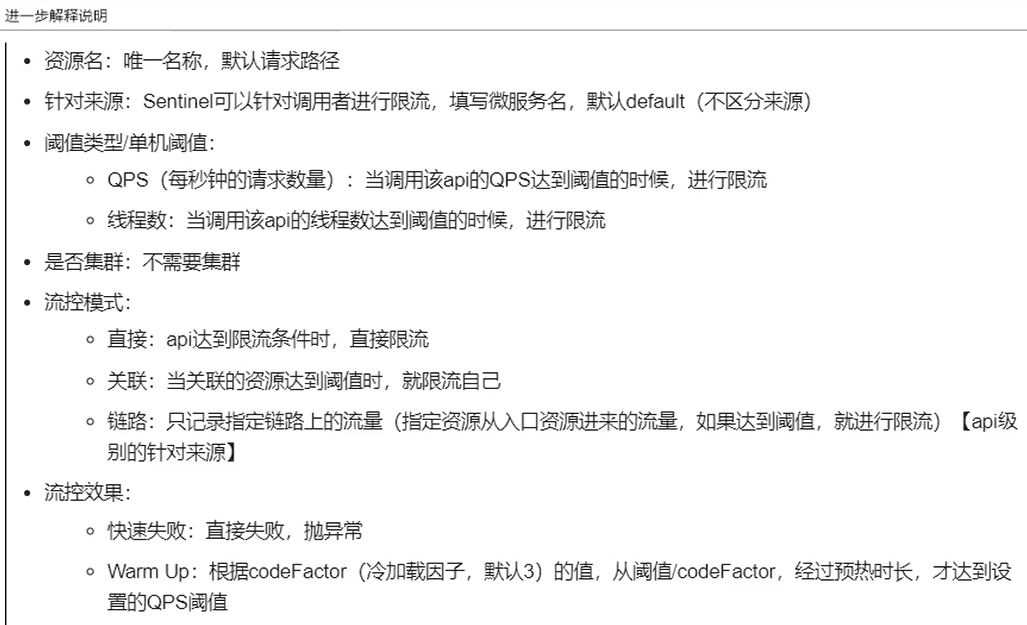 进一步解释说明
资源名：唯一名称，默认请求路径
针对来源：Sentinel可以针对调用者进行限流，填写微服务名，默认default（不区分来源）
阈值类型/单机阈值：
QPS（每秒钟的请求数量）：当调用该api的QPS达到阈值的时候，进行限流
线程数：当调用该api的线程数达到阈值的时候，进行限流
是否集群：不需要集群
流控模式：
直接：api达到限流条件时，直接限流
关联：当关联的资源达到阈值时，就限流自己
链路：只记录指定链路上的流量（指定资源从入口资源进来的流量，如果达到阈值，就进行限流）【api级
别的针对来源】
流控效果：
快速失败：直接失败，抛异常
Warm Up：根据codeFactor（冷加载因子，默认3）的值，从阈值/codeFactor，经过预热时长，才达到设
置的QPS阈值